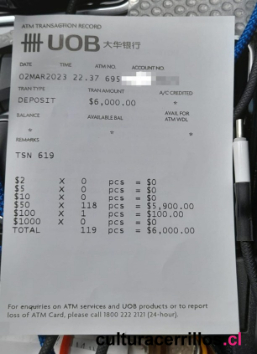 ATM TRANSACTION RECORD
UOB 大华银行
DATE TIME ATM NO. ACCOUNT NO.
02MAR2023 22.37 695
TRAN TYPE TRAN AMOUNT A/C CREDITED
DEPOSIT $6,000.00 *
BALANCE AVAILABLE BAL AVAIL FOR ATM WDL
* * *
REMARKS
TSN 619
$2 X 0 pcs = $0
$5 X 0 pcs = $0
$10 X 0 pcs = $0
$50 X 118 pcs = $5,900.00
$100 X 1 pcs = $100.00
$1000 X 0 pcs = $0
TOTAL 119 pcs = $6,000.00
For enquiries on ATM services and UOB products or to report
loss of ATM Card, please call 1800 222 2121 (24-hour).
culturacerrillos.cl